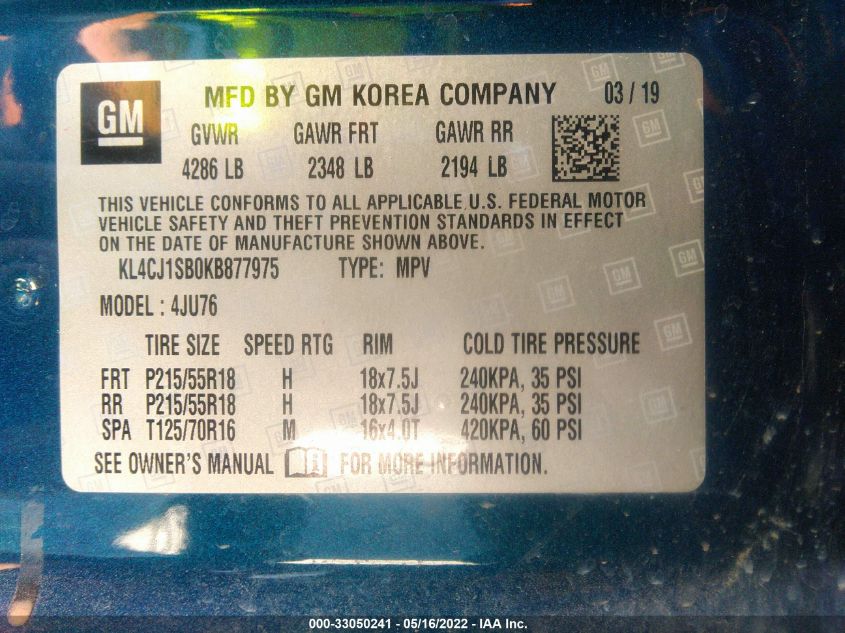 GM
MFD BY GM KOREA COMPANY 03 / 19
GVWR GAWR FRT GAWR RR
4286 LB 2348 LB 2194 LB
THIS VEHICLE CONFORMS TO ALL APPLICABLE U.S. FEDERAL MOTOR
VEHICLE SAFETY AND THEFT PREVENTION STANDARDS IN EFFECT
ON THE DATE OF MANUFACTURE SHOWN ABOVE.
KL4CJ1SB0KB877975 TYPE: MPV
MODEL : 4JU76
TIRE SIZE SPEED RTG RIM COLD TIRE PRESSURE
FRT P215/55R18 H 18x7.5J 240KPA, 35 PSI
RR P215/55R18 H 18x7.5J 240KPA, 35 PSI
SPA T125/70R16 M 16x4.0T 420KPA, 60 PSI
SEE OWNER'S MANUAL FOR MORE INFORMATION.
000-33050241 - 05/16/2022 - IAA Inc.